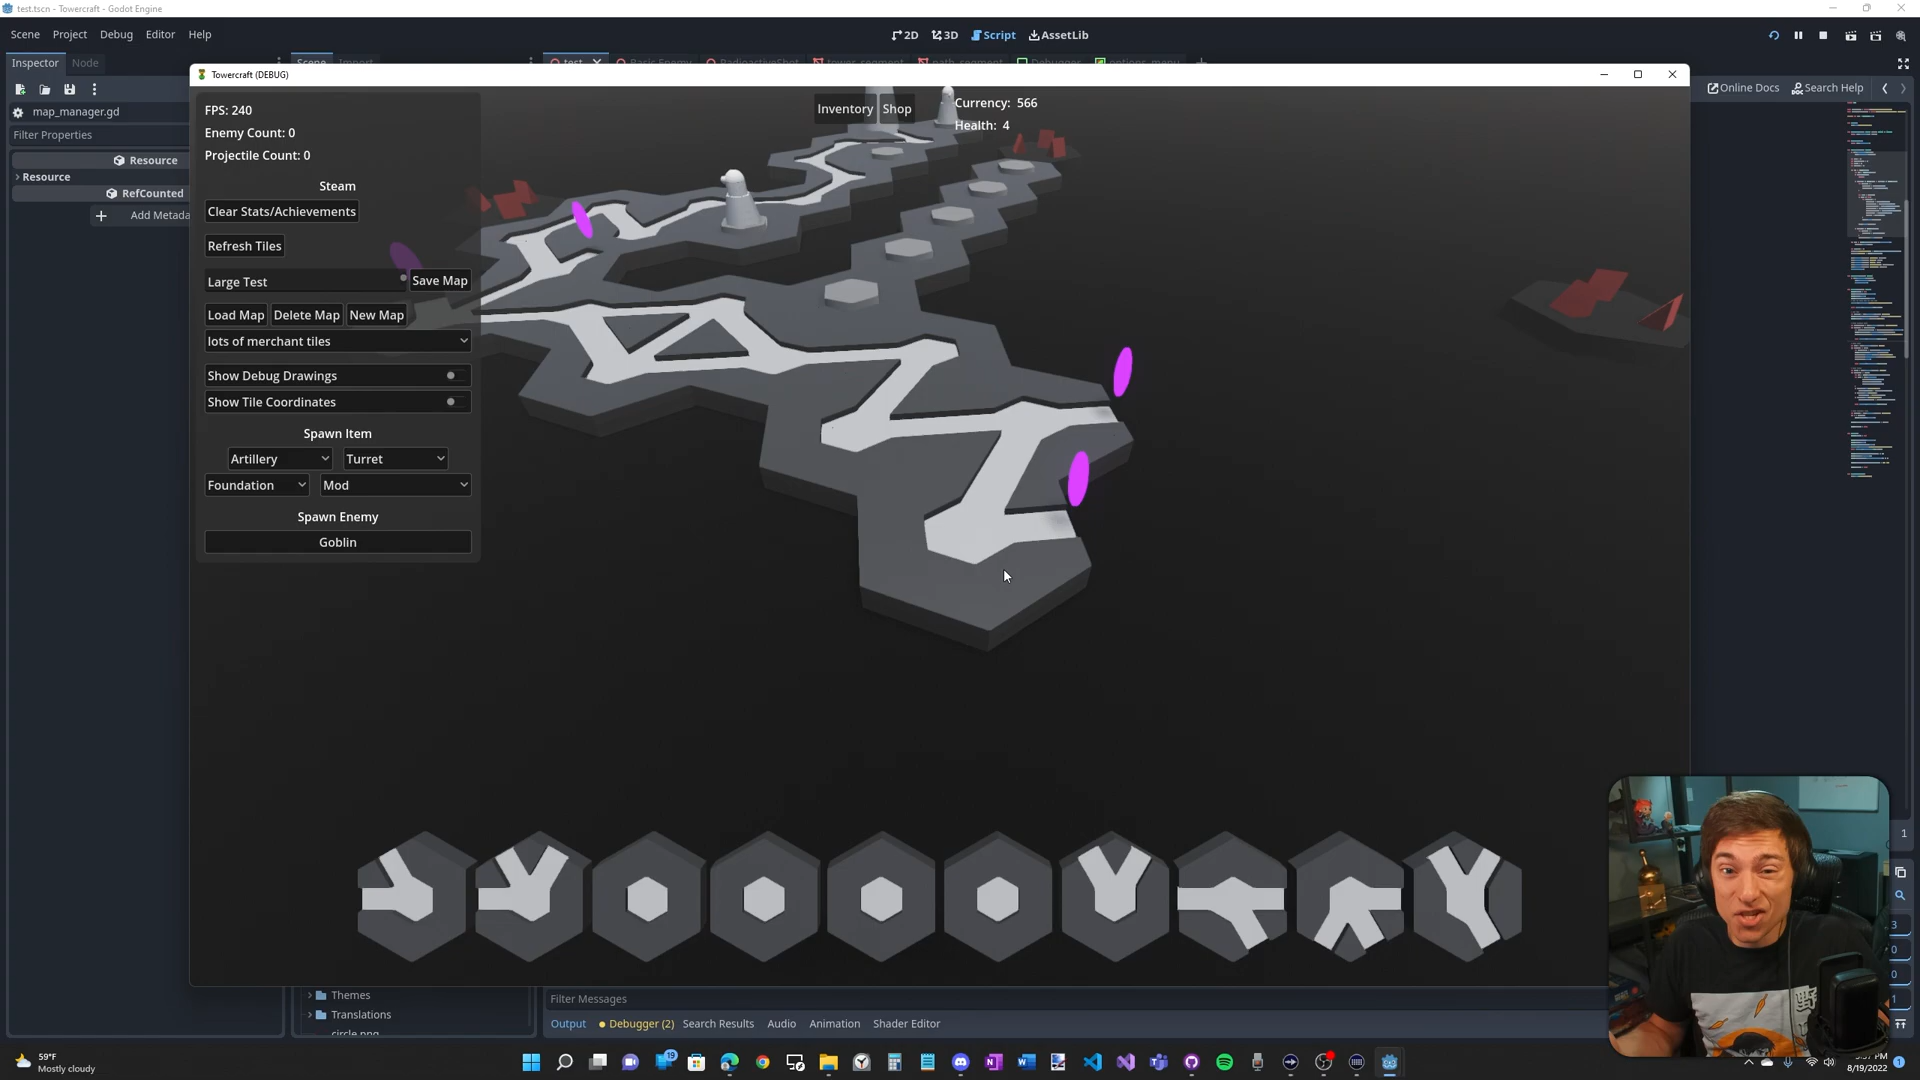 test.tscn - Towercraft - Godot Engine
Scene Project Debug Editor Help
2D 3D Script AssetLib
Inspector Node
Towercraft (DEBUG)
Online Docs Search Help
map_manager.gd
Filter Properties
Resource
Resource
RefCounted
Add Metada
FPS: 240
Enemy Count: 0
Projectile Count: 0
Inventory Shop
Currency: 566
Health: 4
Steam
Clear Stats/Achievements
Refresh Tiles
Large Test Save Map
Load Map Delete Map New Map
lots of merchant tiles
Show Debug Drawings
Show Tile Coordinates
Spawn Item
Artillery Turret
Foundation Mod
Spawn Enemy
Goblin
Themes
Translations
circle.png
Filter Messages
Output Debugger (2) Search Results Audio Animation Shader Editor
59°F
Mostly cloudy
19
8/19/2022